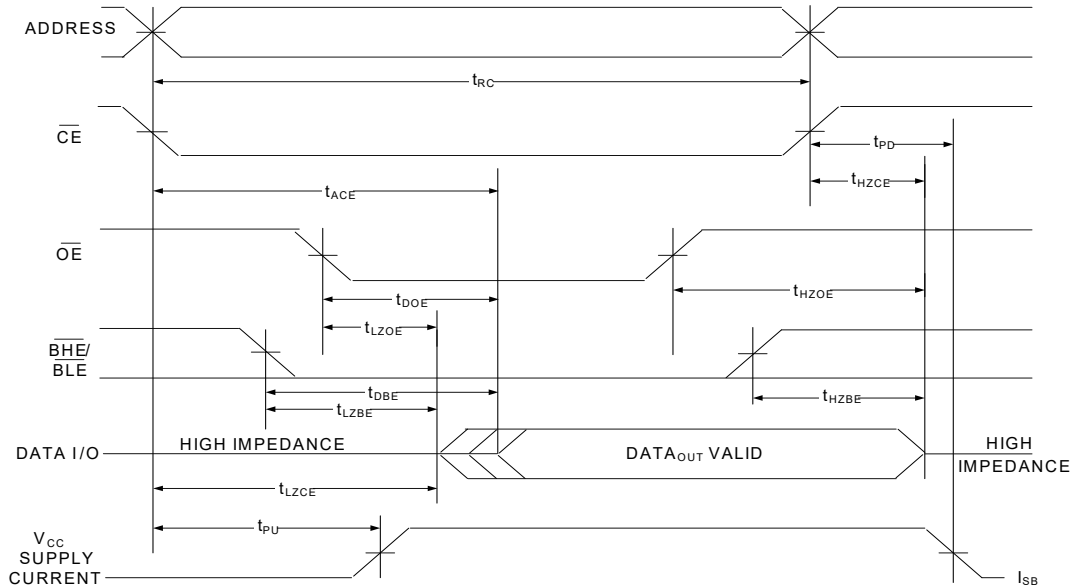 ADDRESS
tRC
CE
tPD
tHZCE
tACE
OE
tHZOE
tDOE
tLZOE
BHE/
BLE
tDBE
tHZBE
tLZBE
DATA I/O
HIGH IMPEDANCE
DATAOUT VALID
HIGH
IMPEDANCE
tLZCE
tPU
VCC
SUPPLY
CURRENT
ISB